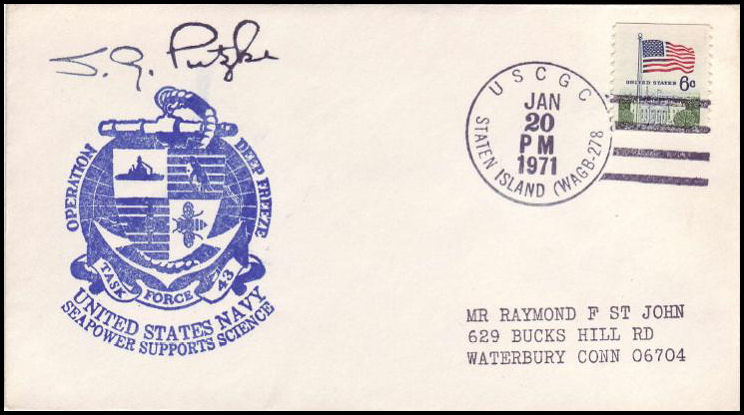 S. G. Putzke
OPERATION
DEEP FREEZE
TASK FORCE 43
UNITED STATES NAVY
SEAPOWER SUPPORTS SCIENCE
USCGC
JAN
20
PM
1971
STATEN ISLAND (WAGB-278
UNITED STATES 6c
MR RAYMOND F ST JOHN
629 BUCKS HILL RD
WATERBURY CONN 06704